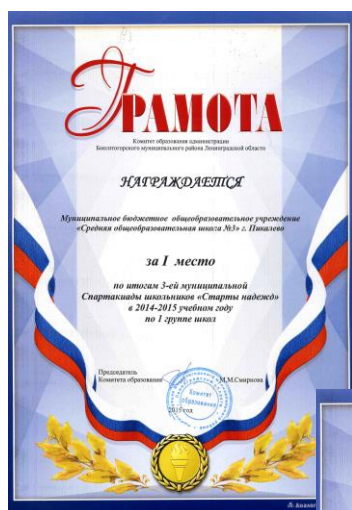 ГРАМОТА
Комитет образования администрации
Бокситогорского муниципального района Ленинградской области
НАГРАЖДАЕТСЯ
Муниципальное бюджетное общеобразовательное учреждение
«Средняя общеобразовательная школа №3» г. Пикалево
за I место
по итогам 3-ей муниципальной
Спартакиады школьников «Старты надежд»
в 2014-2015 учебном году
по 1 группе школ
Председатель
Комитета образования М.М.Смирнова
Комитет
образования
2015 год